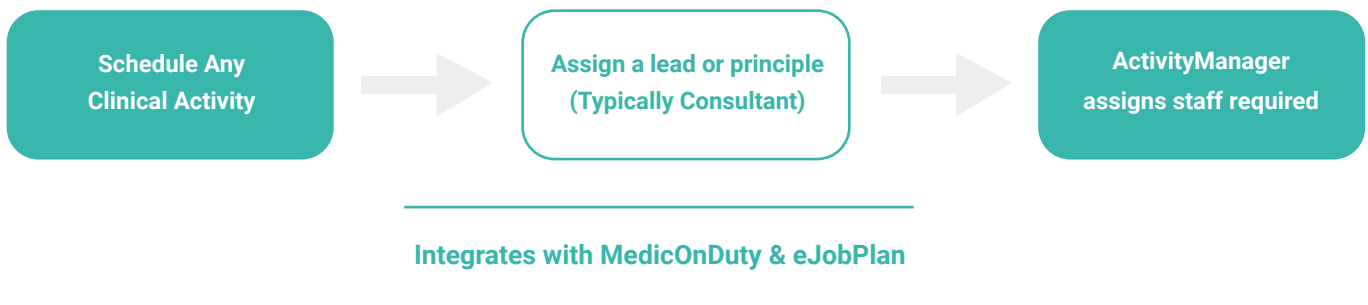 Schedule Any
Clinical Activity
Assign a lead or principle
(Typically Consultant)
ActivityManager
assigns staff required
Integrates with MedicOnDuty & eJobPlan